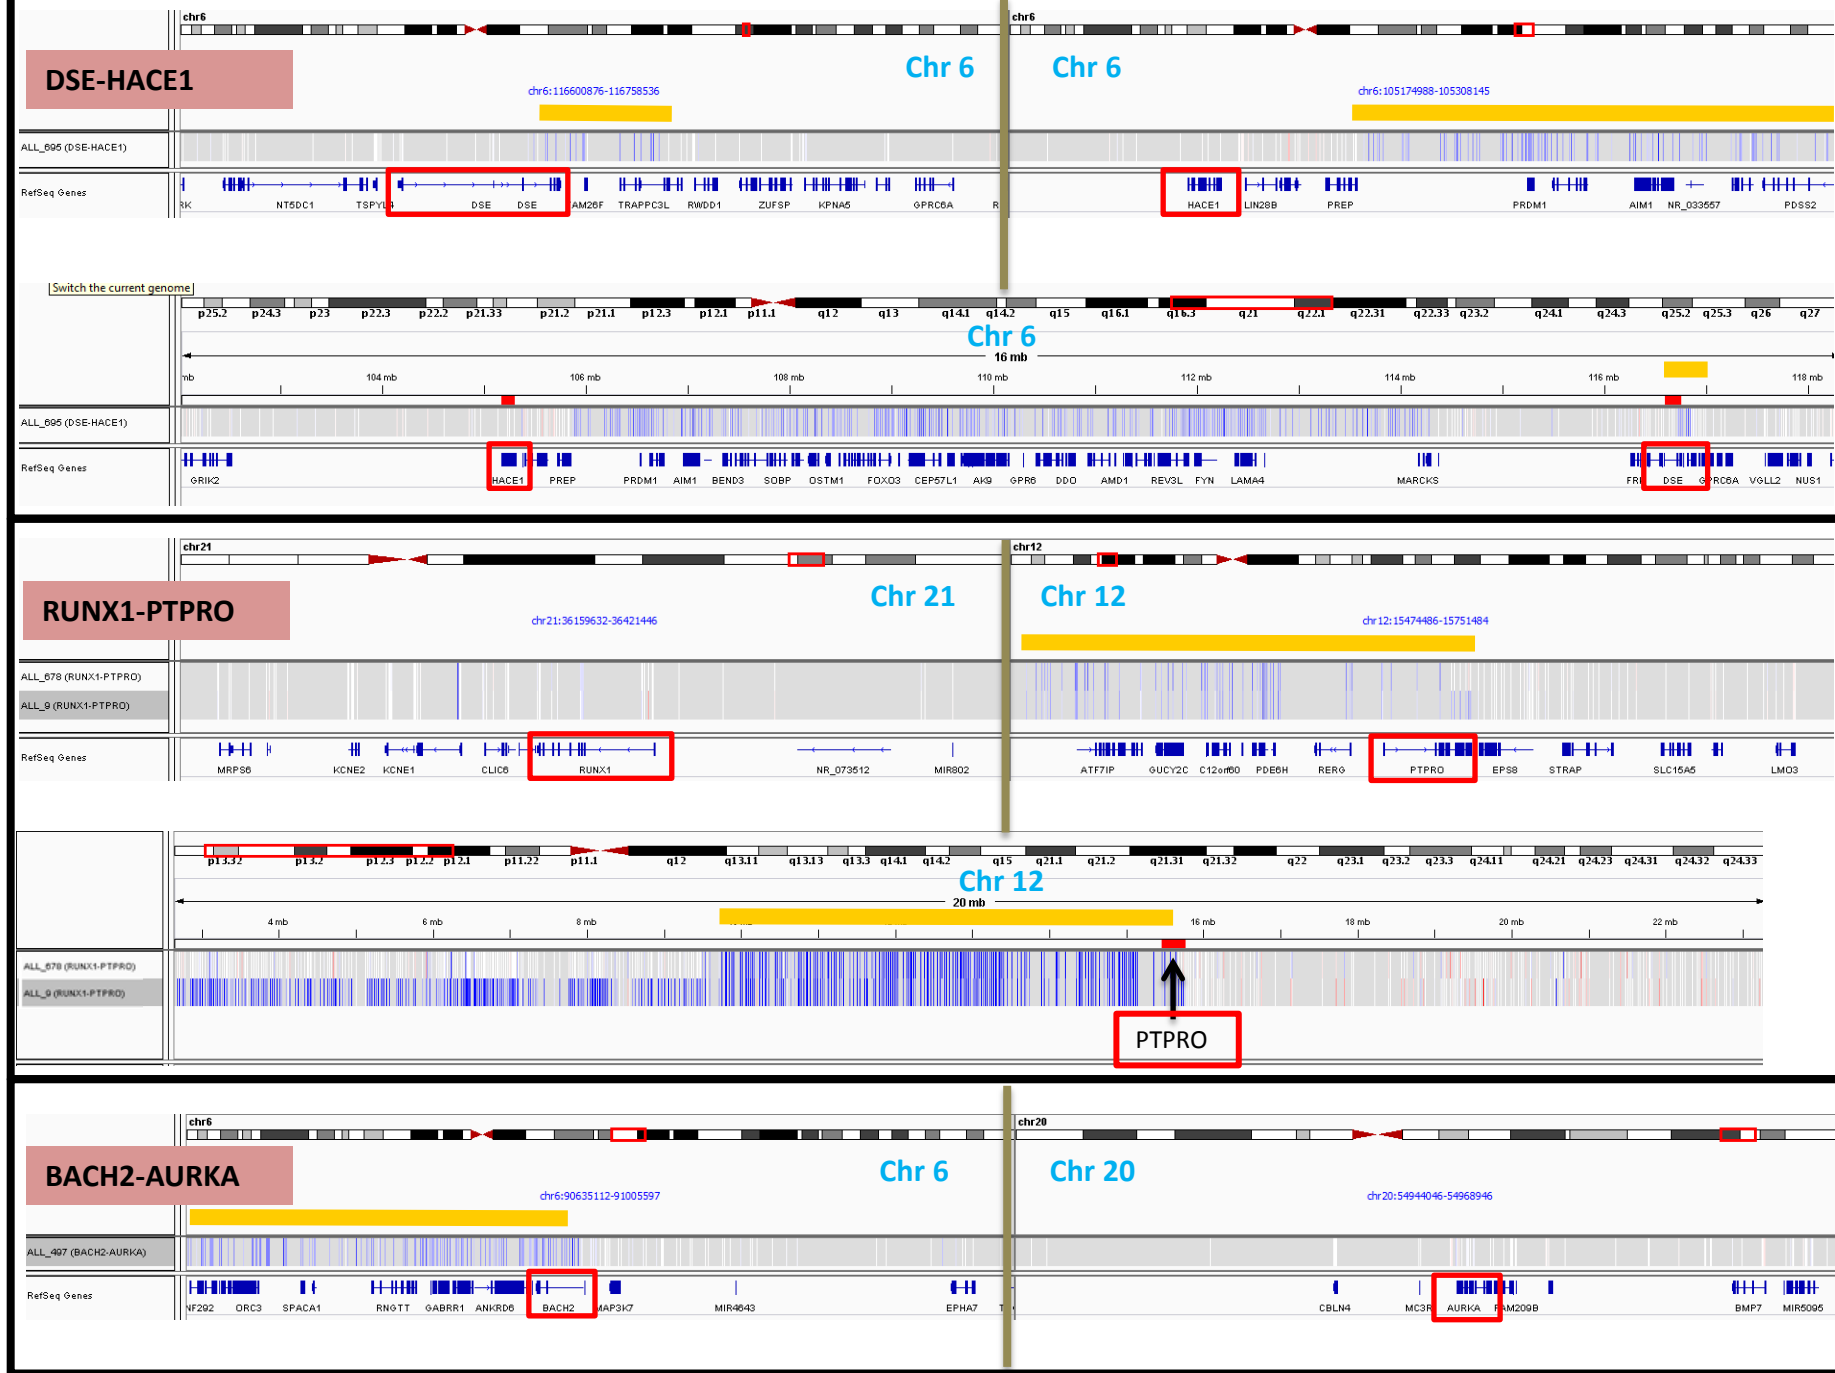 chr6
chr6
DSE-HACE1
Chr 6
Chr 6
chr6:116600876-116758536
chr6:105174988-105308145
ALL_695 (DSE-HACE1)
RefSeq Genes
NT5DC1 TSPYL4 DSE DSE FAM26F TRAPPC3L RWDD1 ZUFSP KPNA5 GPRC6A
HACE1 LIN28B PREP PRDM1 AIM1 NR_033557 PDSS2
Switch the current genome
p25.2 p24.3 p23 p22.3 p22.2 p21.33 p21.2 p21.1 p12.3 p12.1 p11.1 q12 q13 q14.1 q14.2 q15 q16.1 q16.3 q21 q22.1 q22.31 q22.33 q23.2 q24.1 q24.3 q25.2 q25.3 q26 q27
Chr 6
16 mb
mb 104 mb 106 mb 108 mb 110 mb 112 mb 114 mb 116 mb 118 mb
ALL_695 (DSE-HACE1)
RefSeq Genes
GRIK2 HACE1 PREP PRDM1 AIM1 BEND3 SOBP OSTM1 FOXO3 CEP57L1 AK9 GPR6 DDO AMD1 REV3L FYN LAMA4 MARCKS FRK DSE GPRC6A VGLL2 NUS1
chr21
chr12
RUNX1-PTPRO
Chr 21
Chr 12
chr21:36159632-36421446
chr12:15474486-15751484
ALL_678 (RUNX1-PTPRO)
ALL_9 (RUNX1-PTPRO)
RefSeq Genes
MRPS6 KCNE2 KCNE1 CLIC6 RUNX1 NR_073512 MIR802
ATF7IP GUCY2C C12orf60 PDE6H RERG PTPRO EPS8 STRAP SLC15A5 LMO3
p13.32 p13.2 p12.3 p12.2 p12.1 p11.22 p11.1 q12 q13.11 q13.13 q13.3 q14.1 q14.2 q15 q21.1 q21.2 q21.31 q21.32 q22 q23.1 q23.2 q23.3 q24.11 q24.21 q24.23 q24.31 q24.32 q24.33
Chr 12
20 mb
4 mb 6 mb 8 mb 16 mb 18 mb 20 mb 22 mb
ALL_678 (RUNX1-PTPRO)
ALL_9 (RUNX1-PTPRO)
PTPRO
chr6
chr20
BACH2-AURKA
Chr 6
Chr 20
chr6:90635112-91005597
chr20:54944046-54968946
ALL_497 (BACH2-AURKA)
RefSeq Genes
ORC3 SPACA1 RNGTT GABRR1 ANKRD6 BACH2 MAP3K7 MIR4643 EPHA7
CBLN4 MC3R AURKA FAM209B BMP7 MIR5095